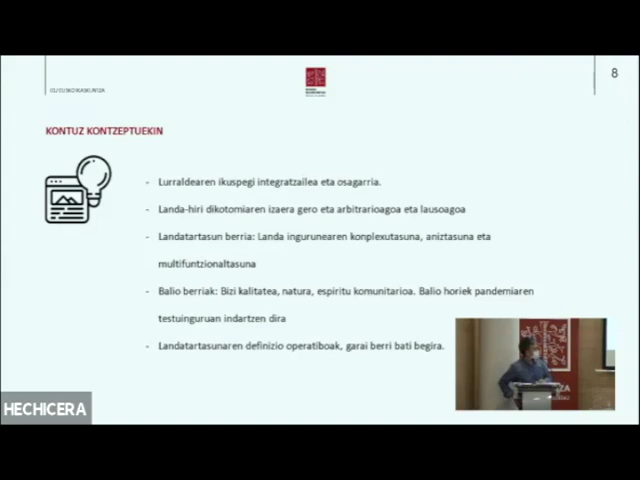 8
KONTUZ KONTZEPTUEKIN
- Lurraldearen ikuspegi integratzailea eta osagarria.
- Landa-hiri dikotomiaren izaera gero eta arbitrarioagoa eta lausoagoa
- Landatartasun berria: Landa ingurunearen konplexutasuna, aniztasuna eta
multifuntzionaltasuna
- Balio berriak: Bizi kalitatea, natura, espiritu komunitarioa. Balio horiek pandemiaren
testuinguruan indartzen dira
- Landatartasunaren definizio operatiboak, garai berri bati begira.
HECHICERA